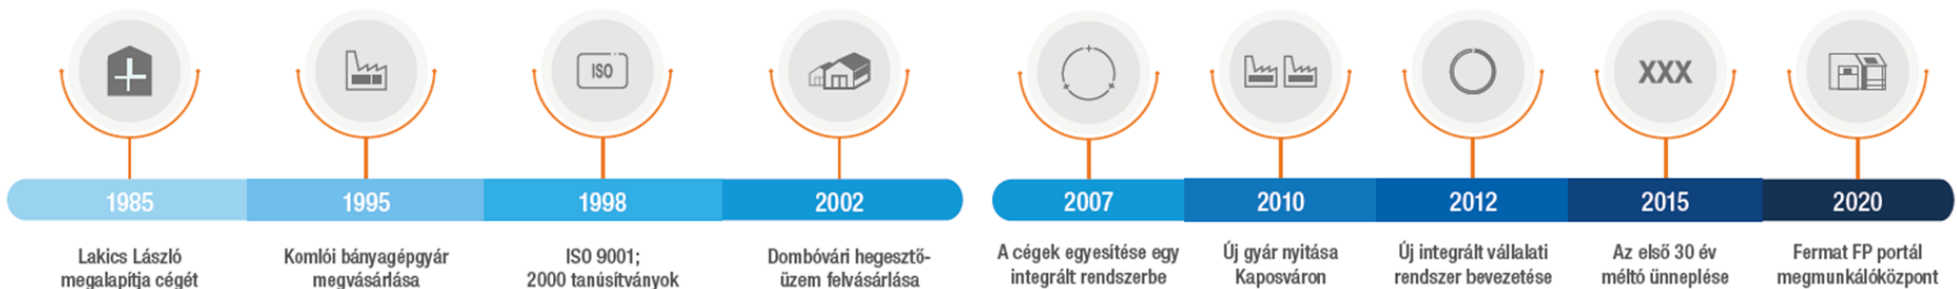 ISO
XXX
1985
1995
1998
2002
2007
2010
2012
2015
2020
Lakics László
megalapítja cégét
Komlói bányagépgyár
megvásárlása
ISO 9001;
2000 tanúsítványok
Dombóvári hegesztő-
üzem felvásárlása
A cégek egyesítése egy
integrált rendszerbe
Új gyár nyitása
Kaposváron
Új integrált vállalati
rendszer bevezetése
Az első 30 év
méltó ünneplése
Fermat FP portál
megmunkálóközpont